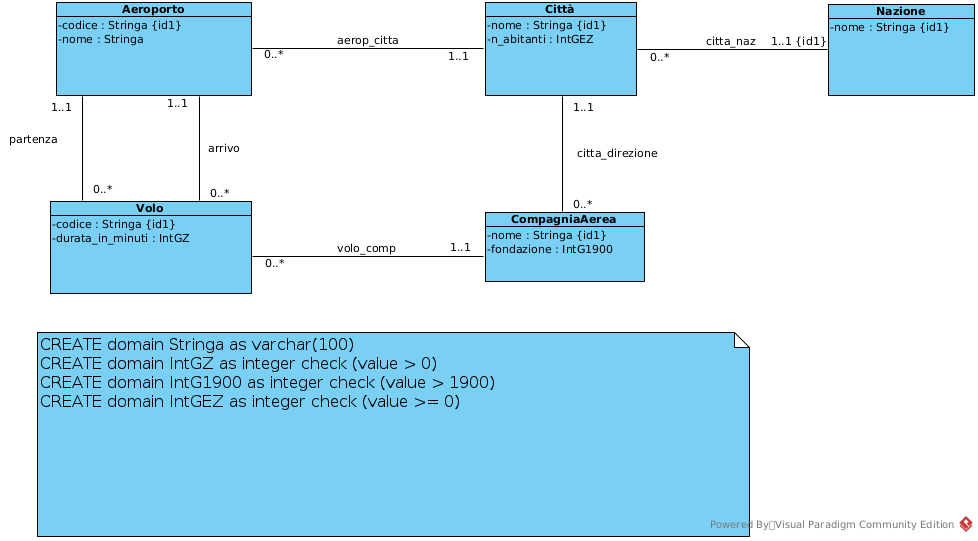 Aeroporto
-codice : Stringa {id1}
-nome : Stringa
Città
-nome : Stringa {id1}
-n_abitanti : IntGEZ
Nazione
-nome : Stringa {id1}
aerop_citta
0..*
1..1
citta_naz
1..1 {id1}
0..*
1..1
1..1
1..1
partenza
arrivo
citta_direzione
0..*
0..*
0..*
Volo
-codice : Stringa {id1}
-durata_in_minuti : IntGZ
CompagniaAerea
-nome : Stringa {id1}
-fondazione : IntG1900
volo_comp
1..1
0..*
CREATE domain Stringa as varchar(100)
CREATE domain IntGZ as integer check (value > 0)
CREATE domain IntG1900 as integer check (value > 1900)
CREATE domain IntGEZ as integer check (value >= 0)
Powered By Visual Paradigm Community Edition